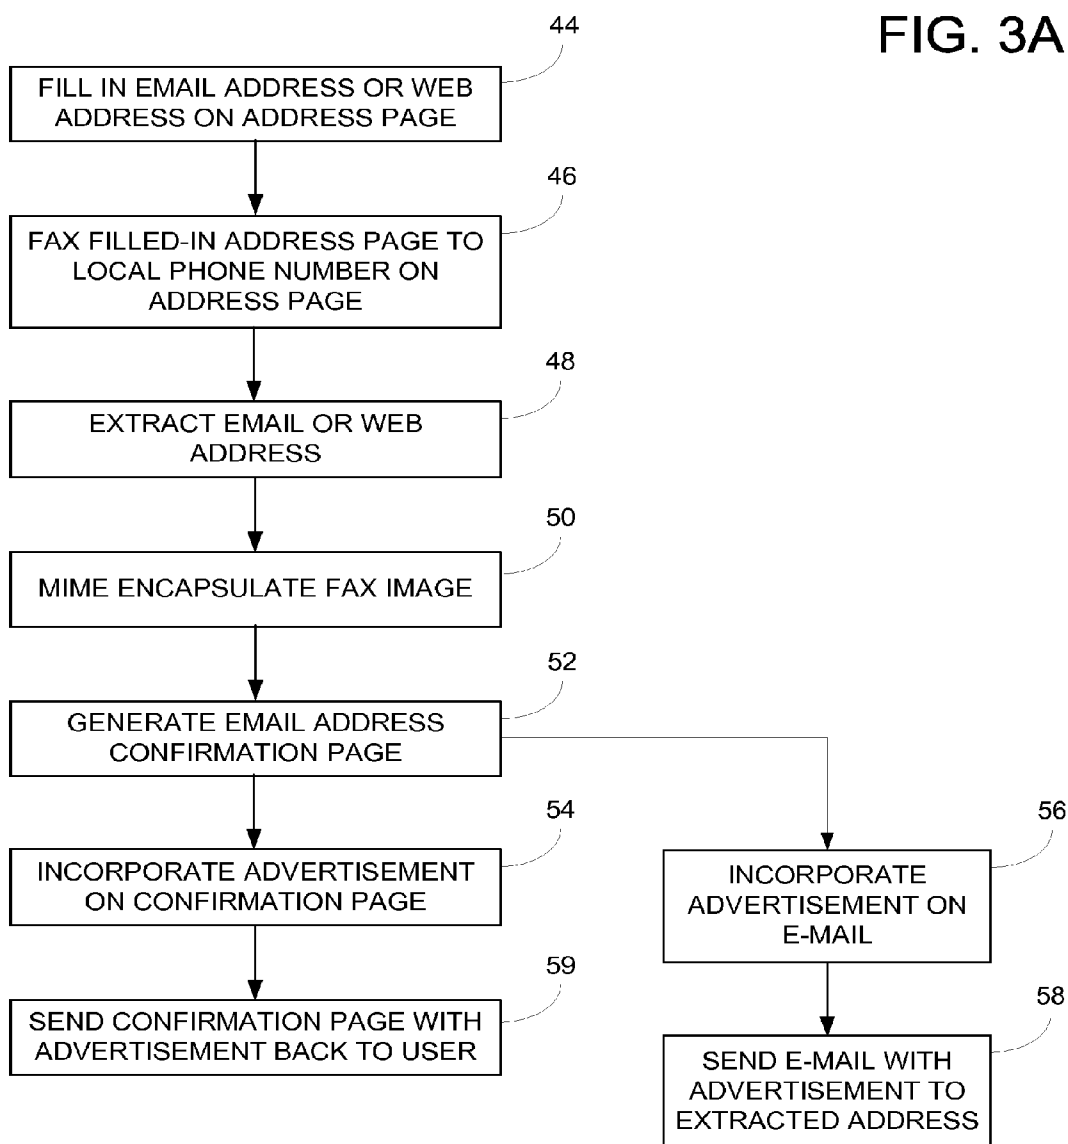 FIG. 3A
44
FILL IN EMAIL ADDRESS OR WEB
ADDRESS ON ADDRESS PAGE
46
FAX FILLED-IN ADDRESS PAGE TO
LOCAL PHONE NUMBER ON
ADDRESS PAGE
48
EXTRACT EMAIL OR WEB
ADDRESS
50
MIME ENCAPSULATE FAX IMAGE
52
GENERATE EMAIL ADDRESS
CONFIRMATION PAGE
54
INCORPORATE ADVERTISEMENT
ON CONFIRMATION PAGE
59
SEND CONFIRMATION PAGE WITH
ADVERTISEMENT BACK TO USER
56
INCORPORATE
ADVERTISEMENT ON
E-MAIL
58
SEND E-MAIL WITH
ADVERTISEMENT TO
EXTRACTED ADDRESS